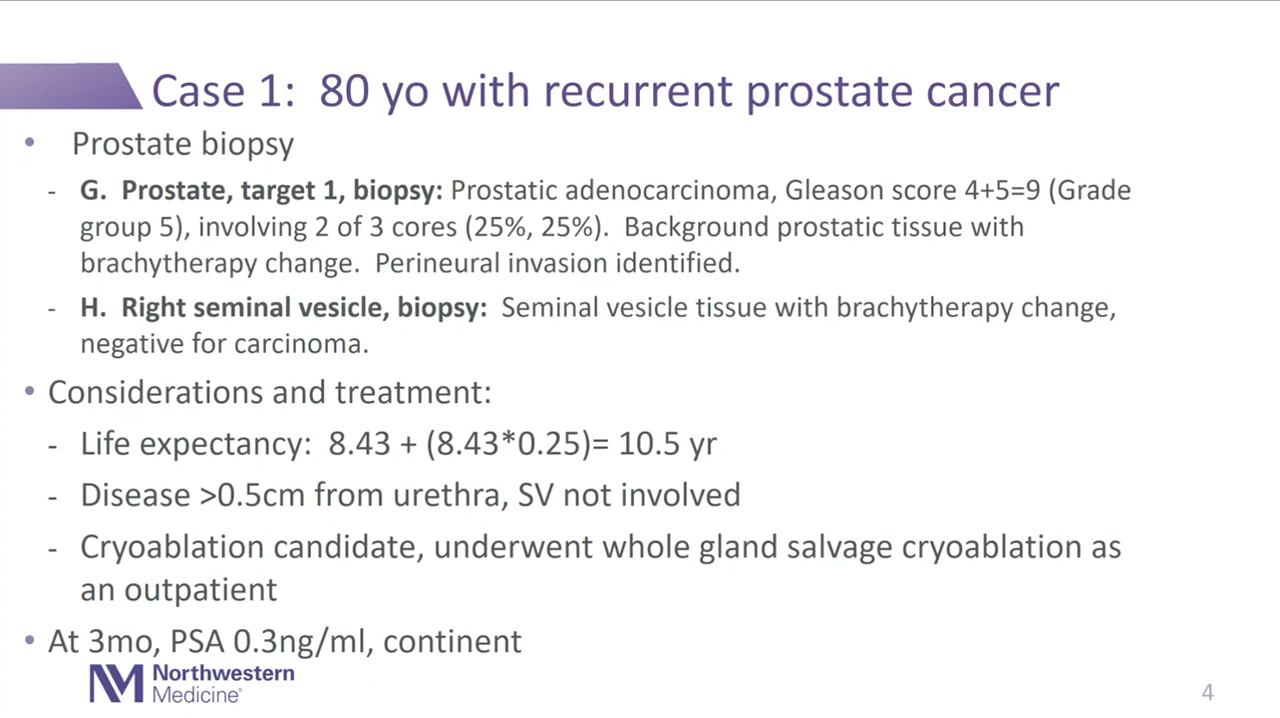 Case 1:  80 yo with recurrent prostate cancer
• Prostate biopsy
- G.  Prostate, target 1, biopsy: Prostatic adenocarcinoma, Gleason score 4+5=9 (Grade
group 5), involving 2 of 3 cores (25%, 25%).  Background prostatic tissue with
brachytherapy change.  Perineural invasion identified.
- H.  Right seminal vesicle, biopsy:  Seminal vesicle tissue with brachytherapy change,
negative for carcinoma.
• Considerations and treatment:
- Life expectancy:  8.43 + (8.43*0.25)= 10.5 yr
- Disease >0.5cm from urethra, SV not involved
- Cryoablation candidate, underwent whole gland salvage cryoablation as
an outpatient
• At 3mo, PSA 0.3ng/ml, continent
NM Northwestern
Medicine®
4